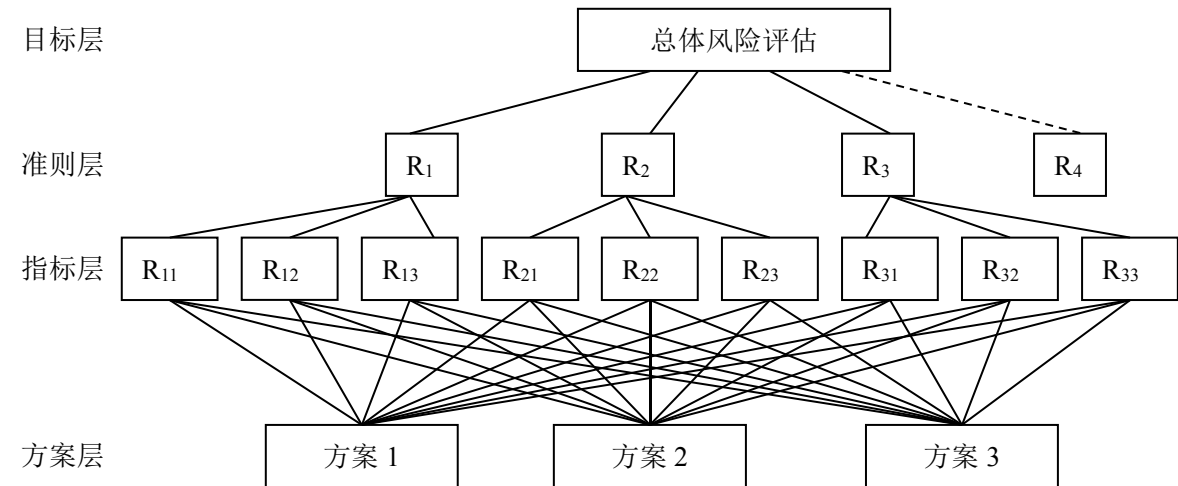 目标层 总体风险评估
准则层 R₁ R₂ R₃ R₄
指标层 R₁₁ R₁₂ R₁₃ R₂₁ R₂₂ R₂₃ R₃₁ R₃₂ R₃₃
方案层 方案 1 方案 2 方案 3